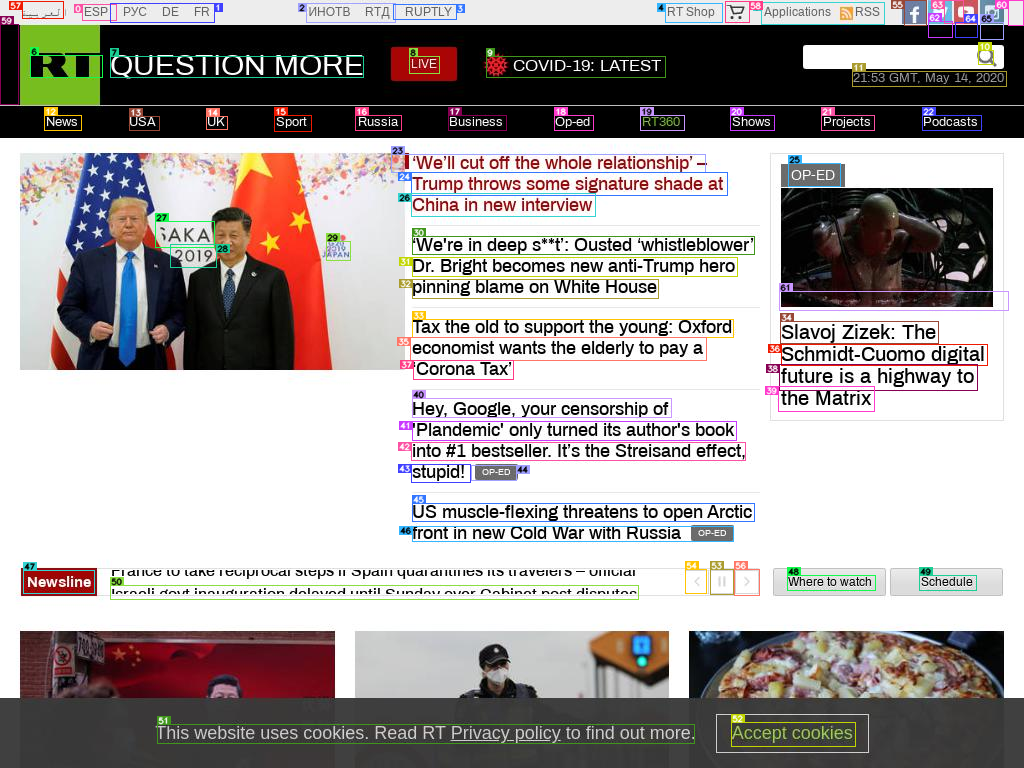 ESP РУС DE FR ИНОТВ RTД RUPTLY RT Shop Applications RSS
RT QUESTION MORE LIVE COVID-19: LATEST
21:53 GMT, May 14, 2020
News USA UK Sport Russia Business Op-ed RT360 Shows Projects Podcasts
‘We’ll cut off the whole relationship’ –
Trump throws some signature shade at
China in new interview
SAKA
2019
‘We're in deep s**t’: Ousted ‘whistleblower’
Dr. Bright becomes new anti-Trump hero
pinning blame on White House
Tax the old to support the young: Oxford
economist wants the elderly to pay a
‘Corona Tax’
Hey, Google, your censorship of
'Plandemic' only turned its author's book
into #1 bestseller. It’s the Streisand effect,
stupid! OP-ED
US muscle-flexing threatens to open Arctic
front in new Cold War with Russia OP-ED
OP-ED
Slavoj Zizek: The
Schmidt-Cuomo digital
future is a highway to
the Matrix
Newsline
France to take reciprocal steps if Spain quarantines its travelers – official
Israeli govt inauguration delayed until Sunday over Cabinet post disputes
Where to watch Schedule
This website uses cookies. Read RT Privacy policy to find out more. Accept cookies